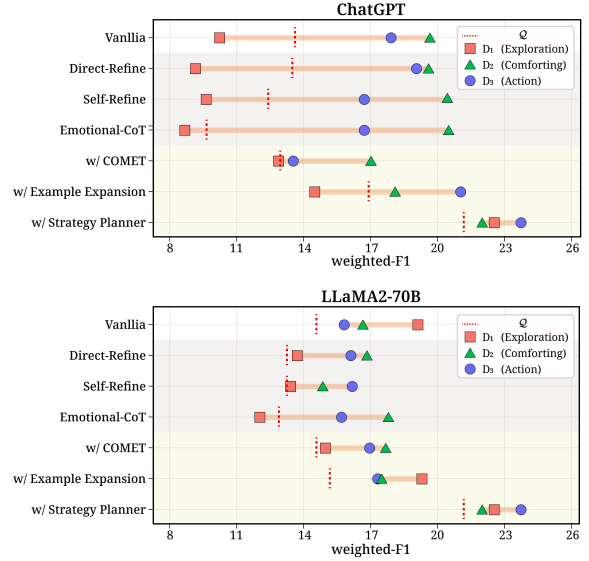 ChatGPT
Vanllia
Direct-Refine
Self-Refine
Emotional-CoT
w/ COMET
w/ Example Expansion
w/ Strategy Planner
𝒬
D₁ (Exploration)
D₂ (Comforting)
D₃ (Action)
8 11 14 17 20 23 26
weighted-F1
LLaMA2-70B
Vanllia
Direct-Refine
Self-Refine
Emotional-CoT
w/ COMET
w/ Example Expansion
w/ Strategy Planner
𝒬
D₁ (Exploration)
D₂ (Comforting)
D₃ (Action)
8 11 14 17 20 23 26
weighted-F1